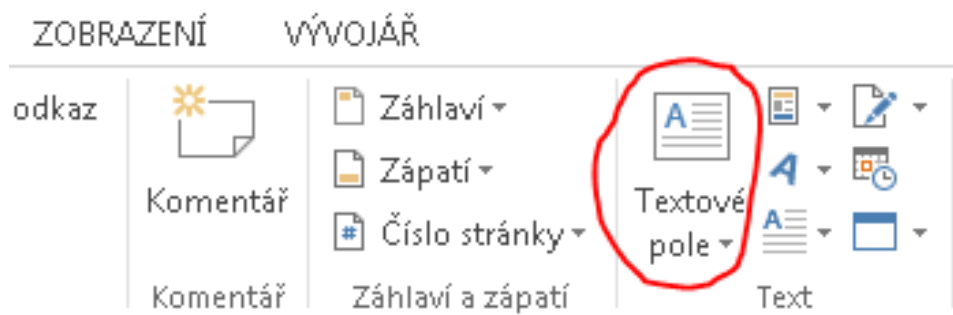 ZOBRAZENÍ VÝVOJÁŘ
odkaz
Komentář
Komentář
Záhlaví
Zápatí
Číslo stránky
Záhlaví a zápatí
Textové
pole
Text